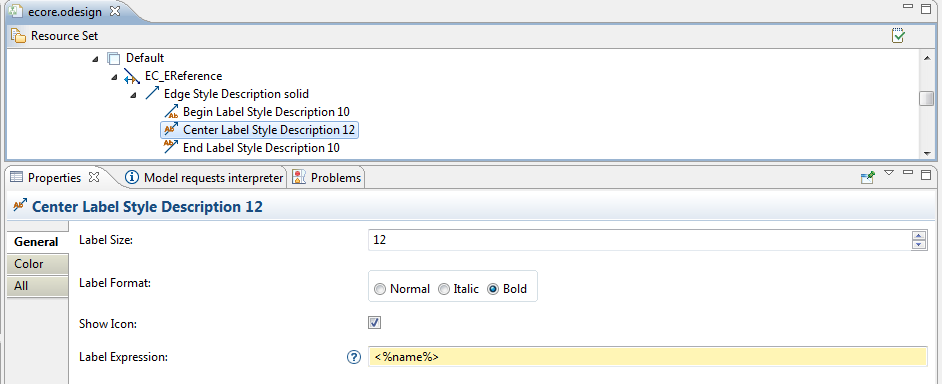 ecore.odesign
Resource Set
Default
EC_EReference
Edge Style Description solid
Begin Label Style Description 10
Center Label Style Description 12
End Label Style Description 10
Properties Model requests interpreter Problems
Center Label Style Description 12
General
Color
All
Label Size: 12
Label Format: Normal Italic Bold
Show Icon:
Label Expression: <%name%>